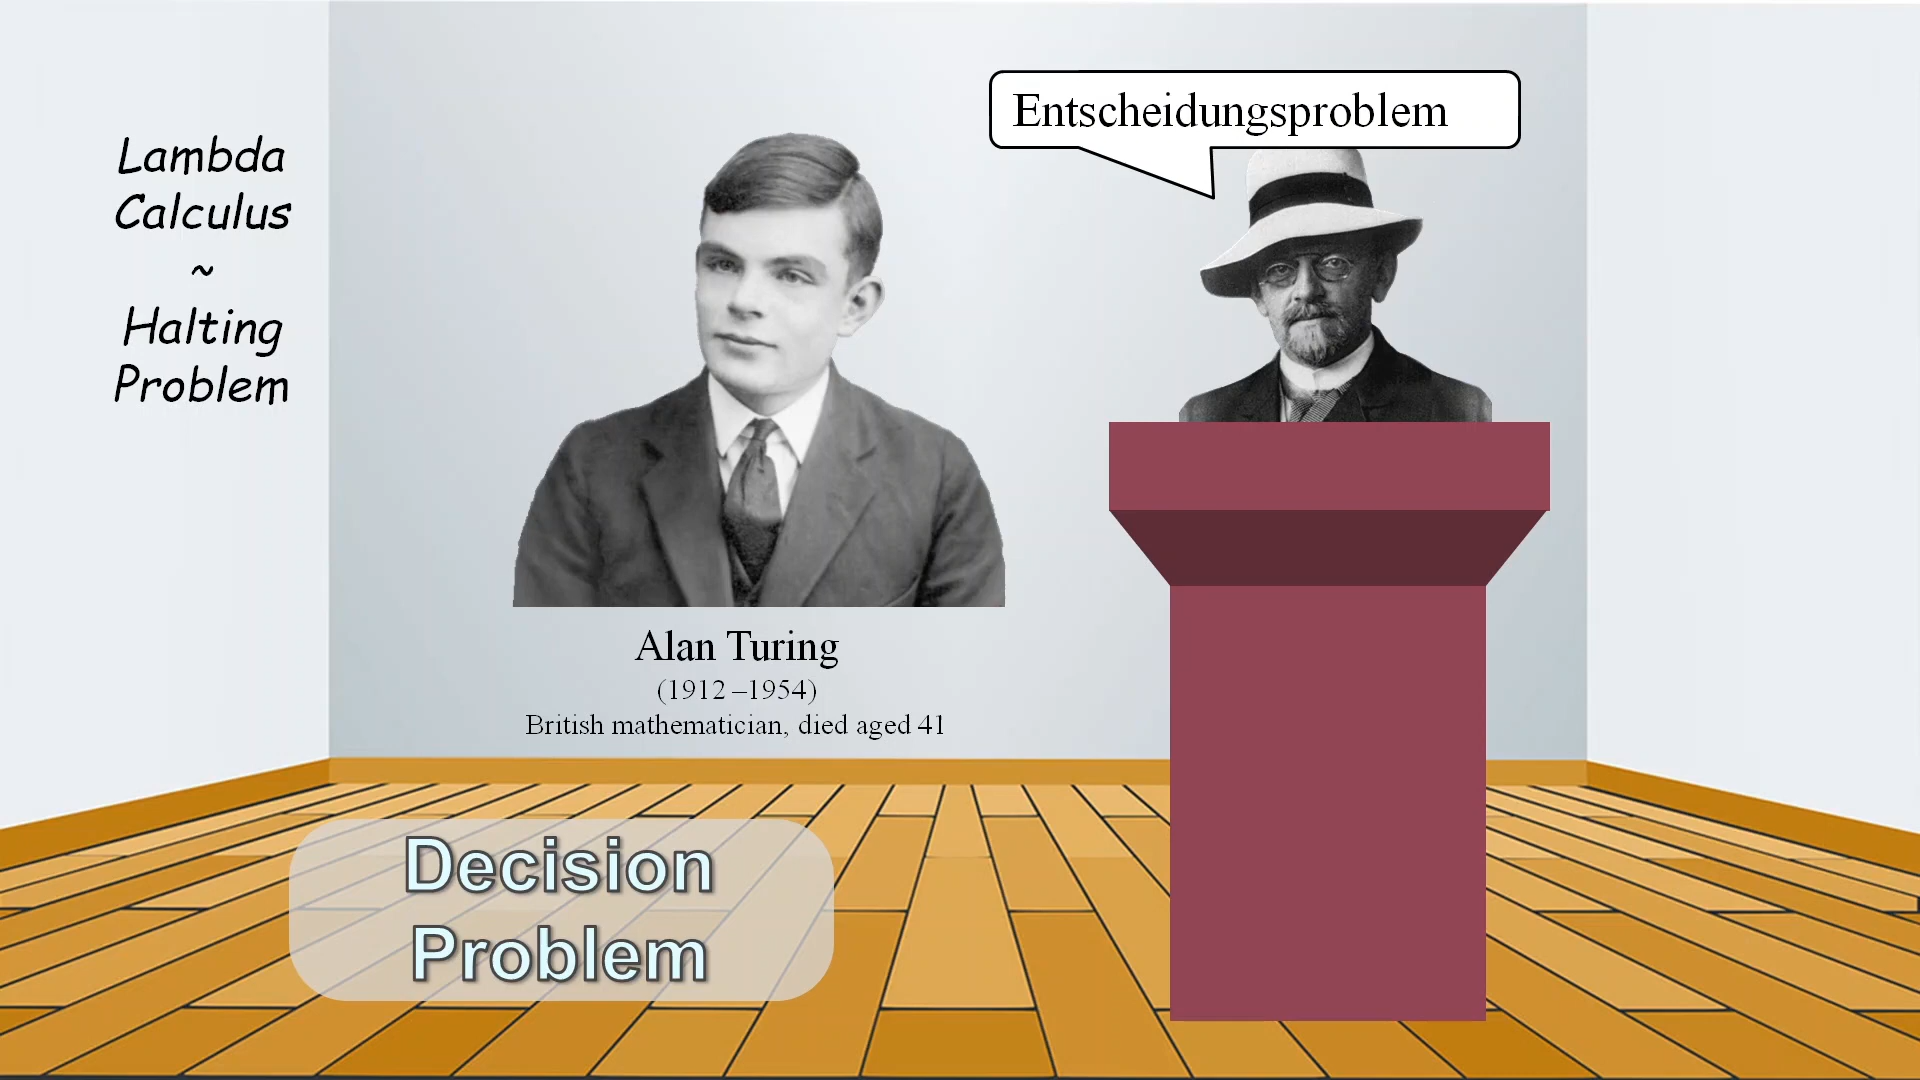 Lambda
Calculus
~
Halting
Problem
Entscheidungsproblem
Alan Turing
(1912 –1954)
British mathematician, died aged 41
Decision
Problem